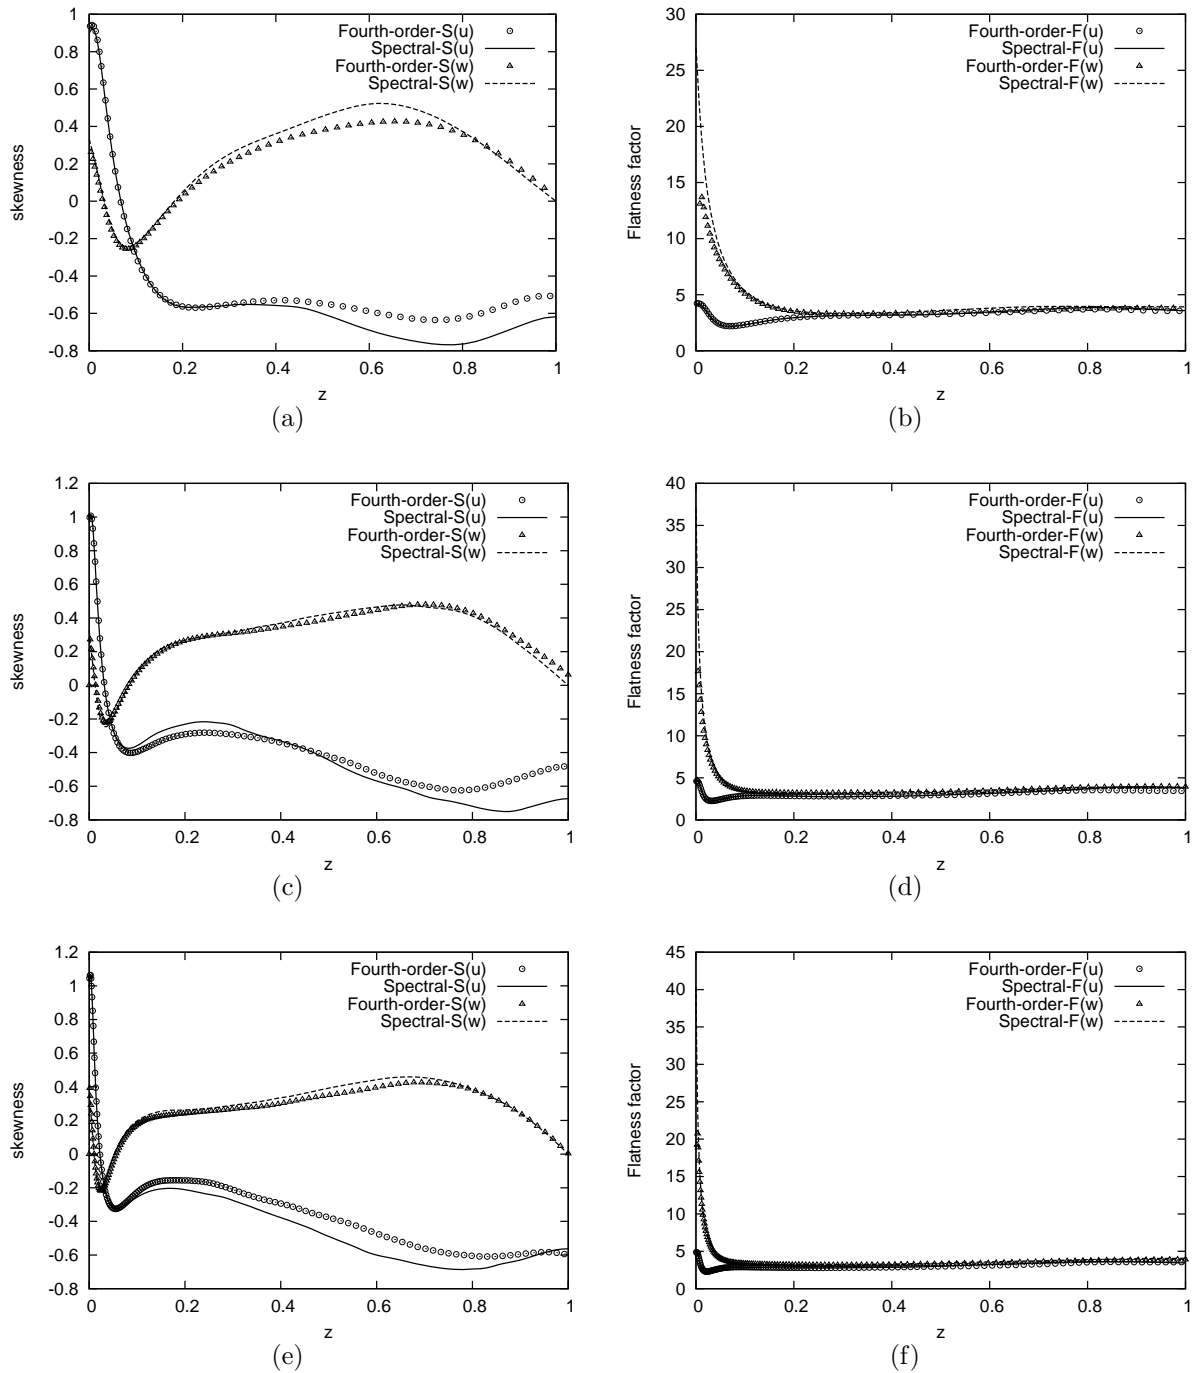 1
0.8
0.6
0.4
0.2
0
-0.2
-0.4
-0.6
-0.8
skewness
0 0.2 0.4 0.6 0.8 1
z
Fourth-order-S(u)
Spectral-S(u)
Fourth-order-S(w)
Spectral-S(w)
(a)
30
25
20
15
10
5
0
Flatness factor
0 0.2 0.4 0.6 0.8 1
z
Fourth-order-F(u)
Spectral-F(u)
Fourth-order-F(w)
Spectral-F(w)
(b)
1.2
1
0.8
0.6
0.4
0.2
0
-0.2
-0.4
-0.6
-0.8
skewness
0 0.2 0.4 0.6 0.8 1
z
Fourth-order-S(u)
Spectral-S(u)
Fourth-order-S(w)
Spectral-S(w)
(c)
40
35
30
25
20
15
10
5
0
Flatness factor
0 0.2 0.4 0.6 0.8 1
z
Fourth-order-F(u)
Spectral-F(u)
Fourth-order-F(w)
Spectral-F(w)
(d)
1.2
1
0.8
0.6
0.4
0.2
0
-0.2
-0.4
-0.6
-0.8
skewness
0 0.2 0.4 0.6 0.8 1
z
Fourth-order-S(u)
Spectral-S(u)
Fourth-order-S(w)
Spectral-S(w)
(e)
45
40
35
30
25
20
15
10
5
0
Flatness factor
0 0.2 0.4 0.6 0.8 1
z
Fourth-order-F(u)
Spectral-F(u)
Fourth-order-F(w)
Spectral-F(w)
(f)